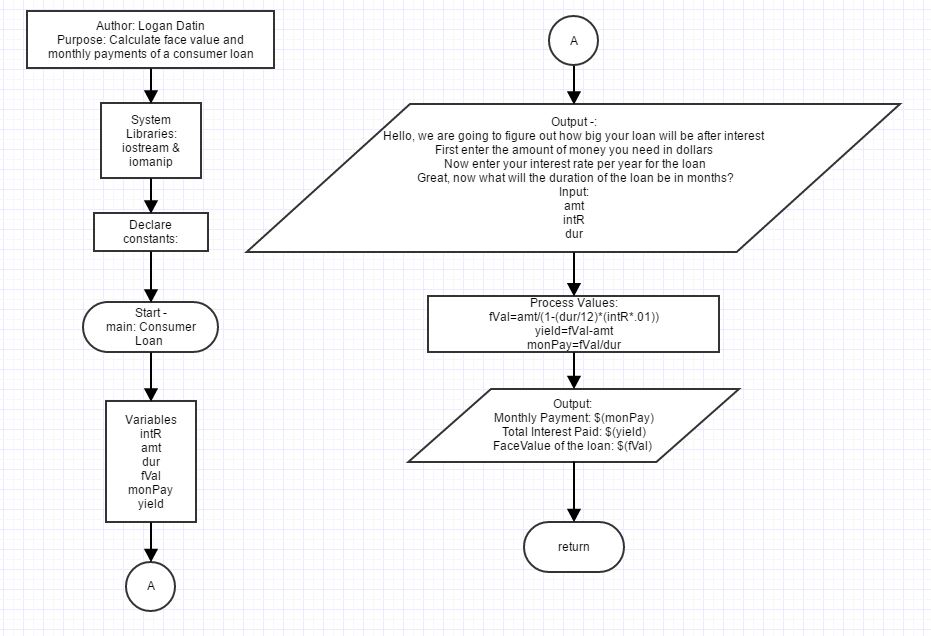 Author: Logan Datin
Purpose: Calculate face value and
monthly payments of a consumer loan
System
Libraries:
iostream &
iomanip
Declare
constants:
Start -
main: Consumer
Loan
Variables
intR
amt
dur
fVal
monPay
yield
A
A
Output -:
Hello, we are going to figure out how big your loan will be after interest
First enter the amount of money you need in dollars
Now enter your interest rate per year for the loan
Great, now what will the duration of the loan be in months?
Input:
amt
intR
dur
Process Values:
fVal=amt/(1-(dur/12)*(intR*.01))
yield=fVal-amt
monPay=fVal/dur
Output:
Monthly Payment: $(monPay)
Total Interest Paid: $(yield)
FaceValue of the loan: $(fVal)
return